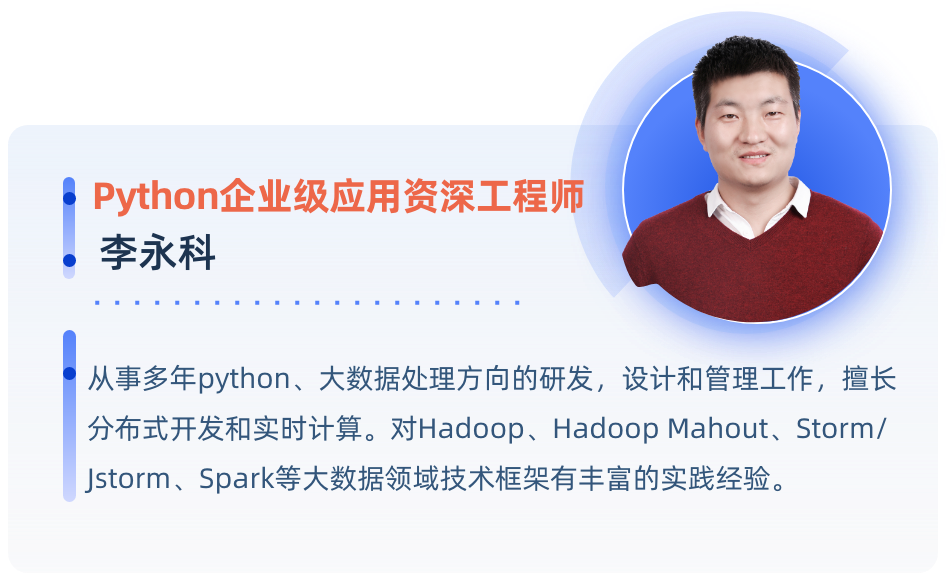 Python企业级应用资深工程师
李永科
从事多年python、大数据处理方向的研发，设计和管理工作，擅长
分布式开发和实时计算。对Hadoop、Hadoop Mahout、Storm/
Jstorm、Spark等大数据领域技术框架有丰富的实践经验。